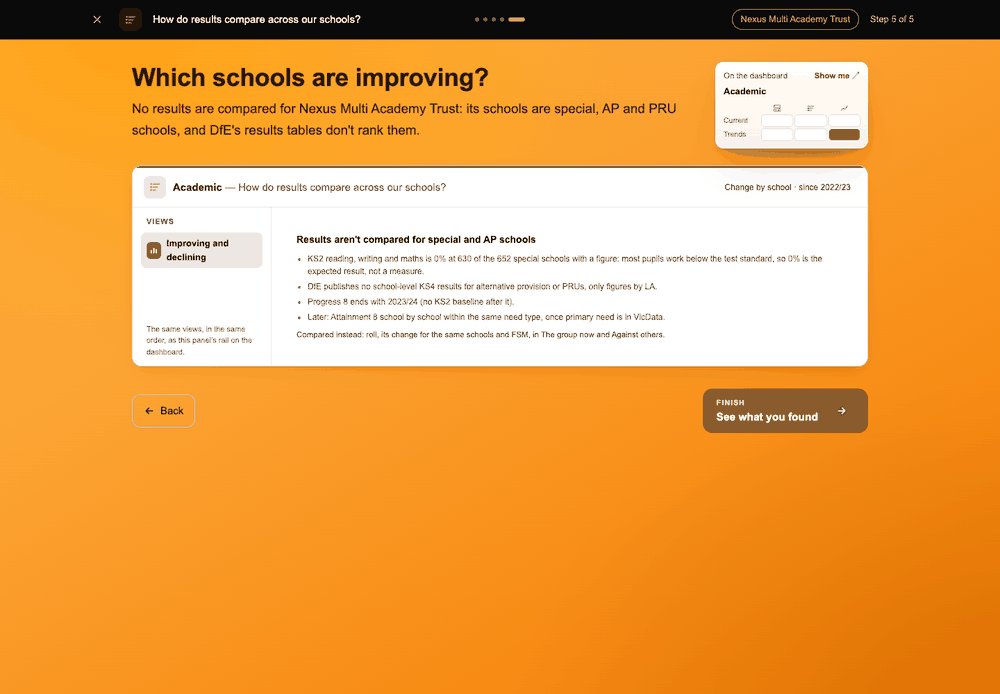 How do results compare across our schools?
Nexus Multi Academy Trust
Step 5 of 5
Which schools are improving?
No results are compared for Nexus Multi Academy Trust: its schools are special, AP and PRU
schools, and DfE's results tables don't rank them.
On the dashboard
Show me
Academic
Current
Trends
Academic — How do results compare across our schools?
Change by school · since 2022/23
VIEWS
Improving and
declining
The same views, in the same
order, as this panel's rail on the
dashboard.
Results aren't compared for special and AP schools
• KS2 reading, writing and maths is 0% at 630 of the 652 special schools with a figure: most pupils work below the test standard, so 0% is the
expected result, not a measure.
• DfE publishes no school-level KS4 results for alternative provision or PRUs, only figures by LA.
• Progress 8 ends with 2023/24 (no KS2 baseline after it).
• Later: Attainment 8 school by school within the same need type, once primary need is in VicData.
Compared instead: roll, its change for the same schools and FSM, in The group now and Against others.
← Back
FINISH
See what you found →